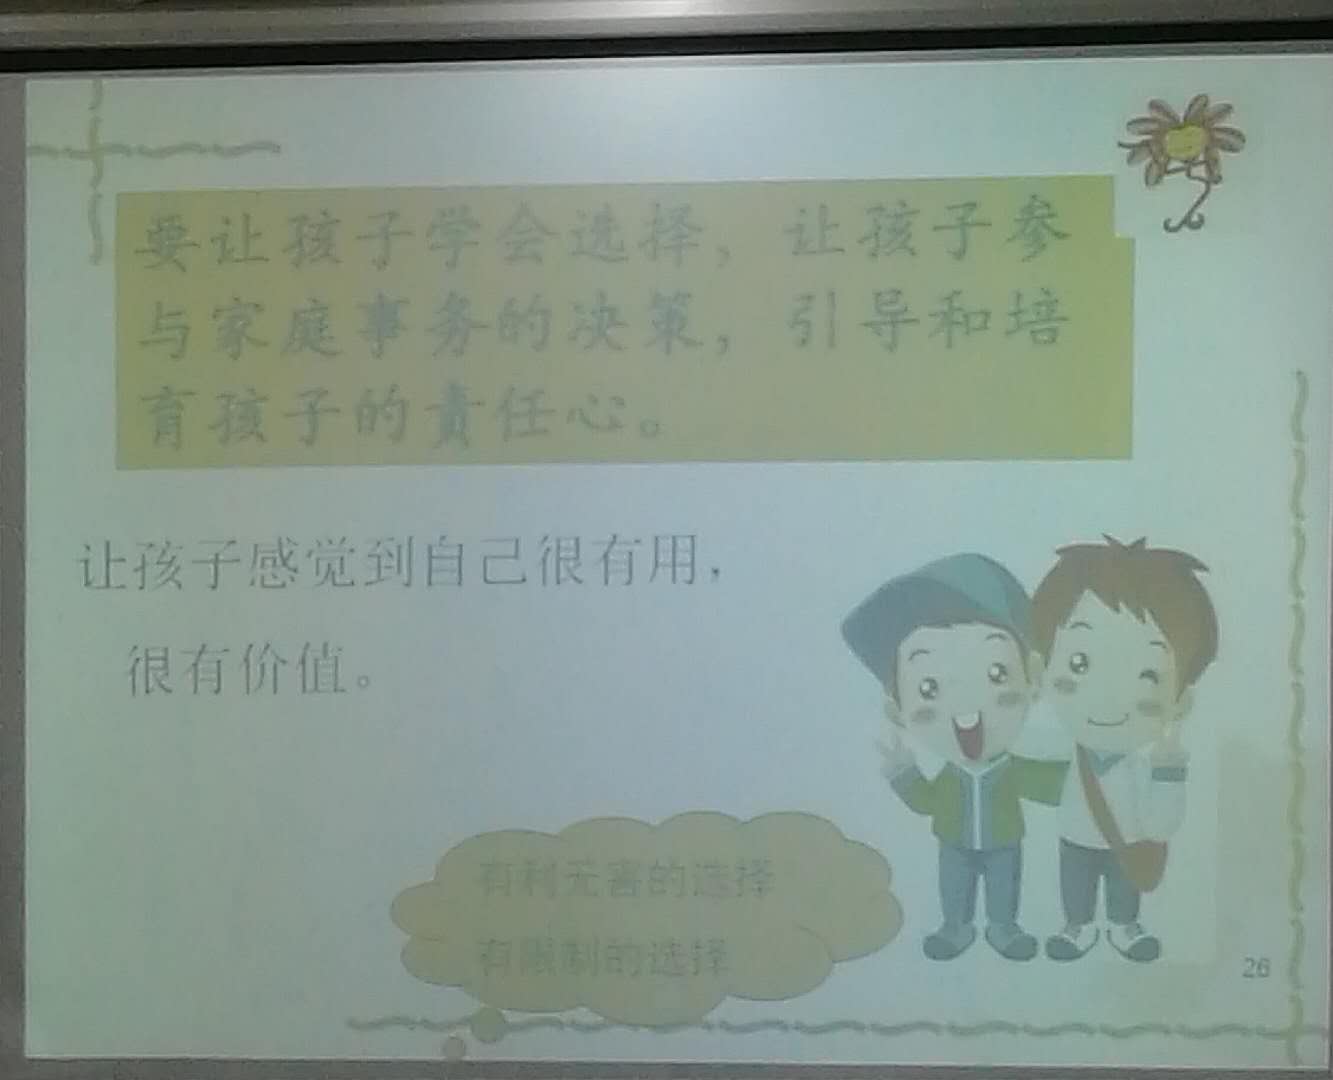 要让孩子学会选择，让孩子参
与家庭事务的决策，引导和培
育孩子的責任心。
让孩子感觉到自己很有用，
很有价值。
有利无害的选择
有限制的选择
26